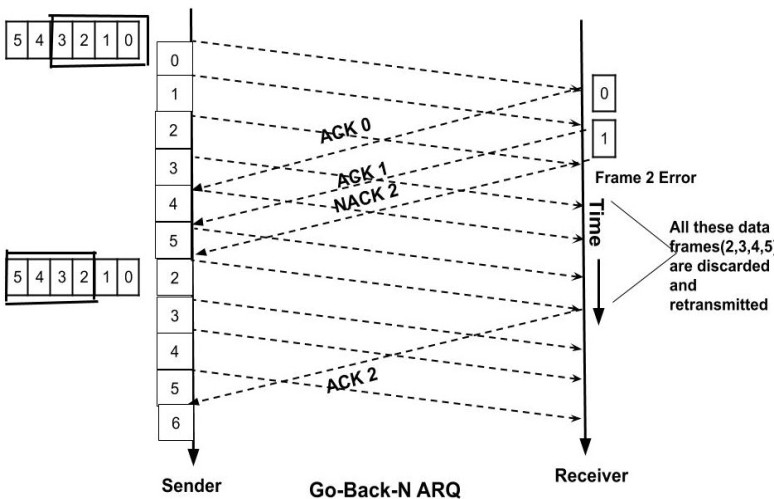 5 4 3 2 1 0
0
1
2
3
4
5
2
3
4
5
6
5 4 3 2 1 0
ACK 0
ACK 1
NACK 2
ACK 2
0
1
Frame 2 Error
Time
All these data
frames(2,3,4,5)
are discarded
and
retransmitted
Sender
Go-Back-N ARQ
Receiver